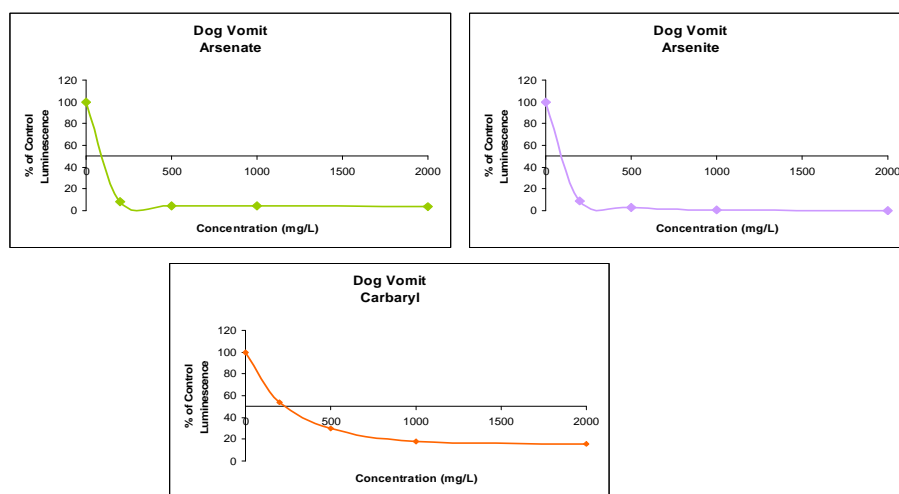 Dog Vomit
Arsenate
120
100
80
60
40
20
0
0 500 1000 1500 2000
% of Control
Luminescence
Concentration (mg/L)
Dog Vomit
Arsenite
120
100
80
60
40
20
0
0 500 1000 1500 2000
% of Control
Luminescence
Concentration (mg/L)
Dog Vomit
Carbaryl
120
100
80
60
40
20
0
0 500 1000 1500 2000
% of Control
Luminescence
Concentration (mg/L)